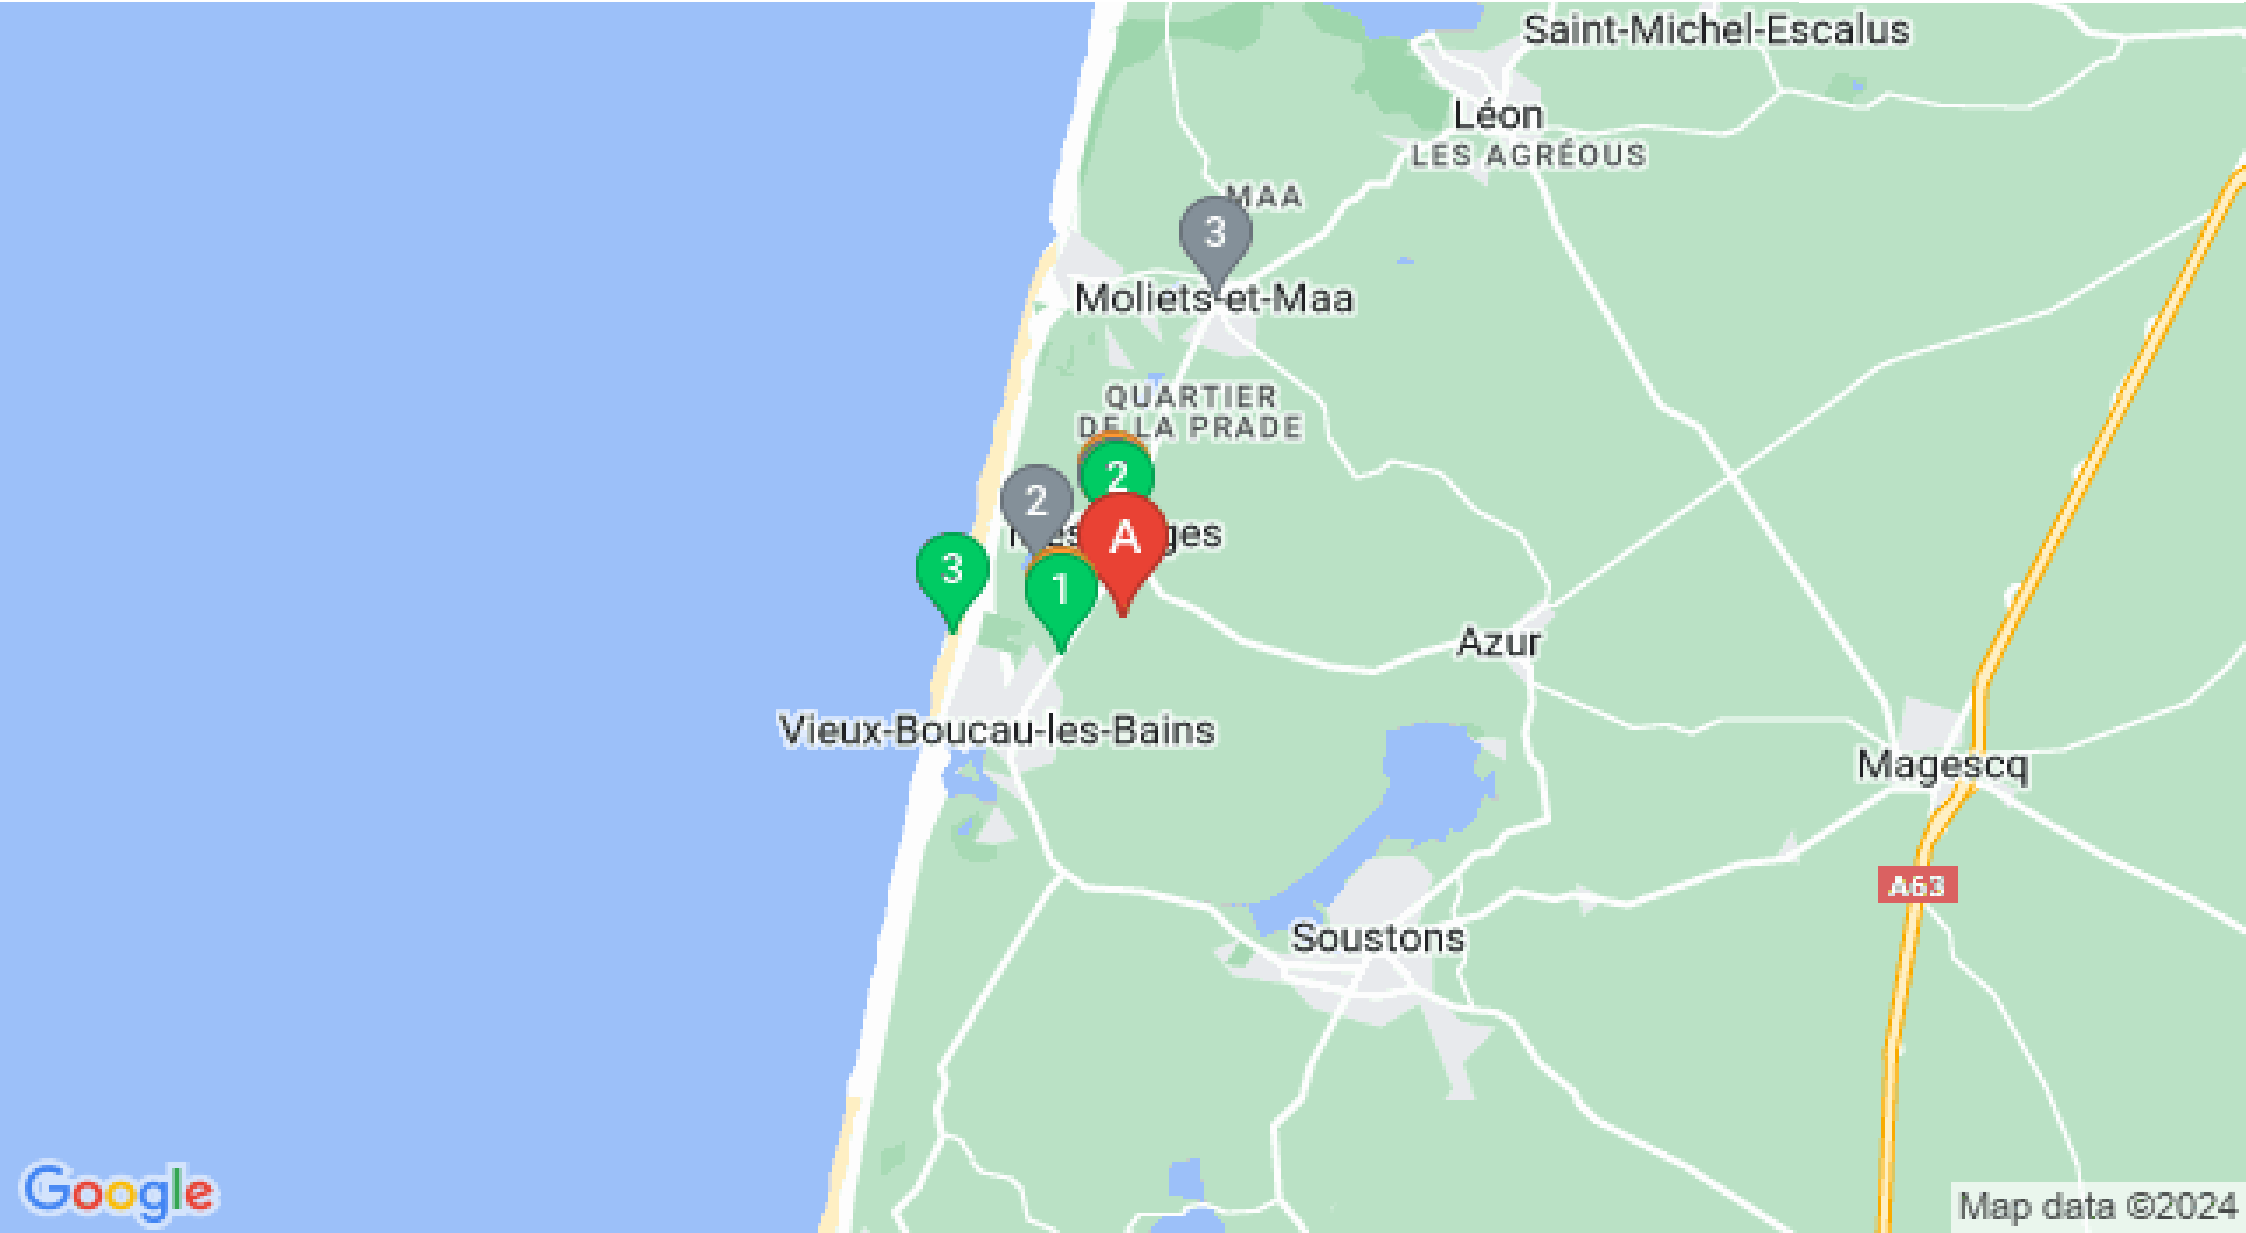 Saint-Michel-Escalus
Léon
LES AGRÉOUS
MAA
3
Moliets-et-Maa
QUARTIER
DE LA PRADE
2
2
A
ges
3
1
Azur
Vieux-Boucau-les-Bains
Magescq
A63
Soustons
Google
Map data ©2024